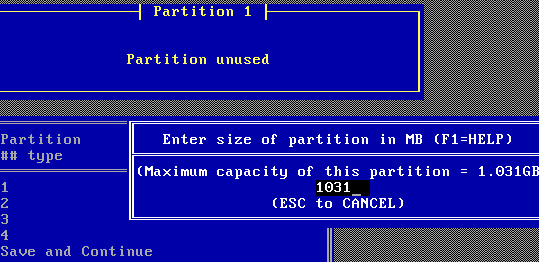 Partition 1
Partition unused
Enter size of partition in MB (F1=HELP)
(Maximum capacity of this partition = 1.031GB
1031_
(ESC to CANCEL)
Partition
## type
1
2
3
4
Save and Continue